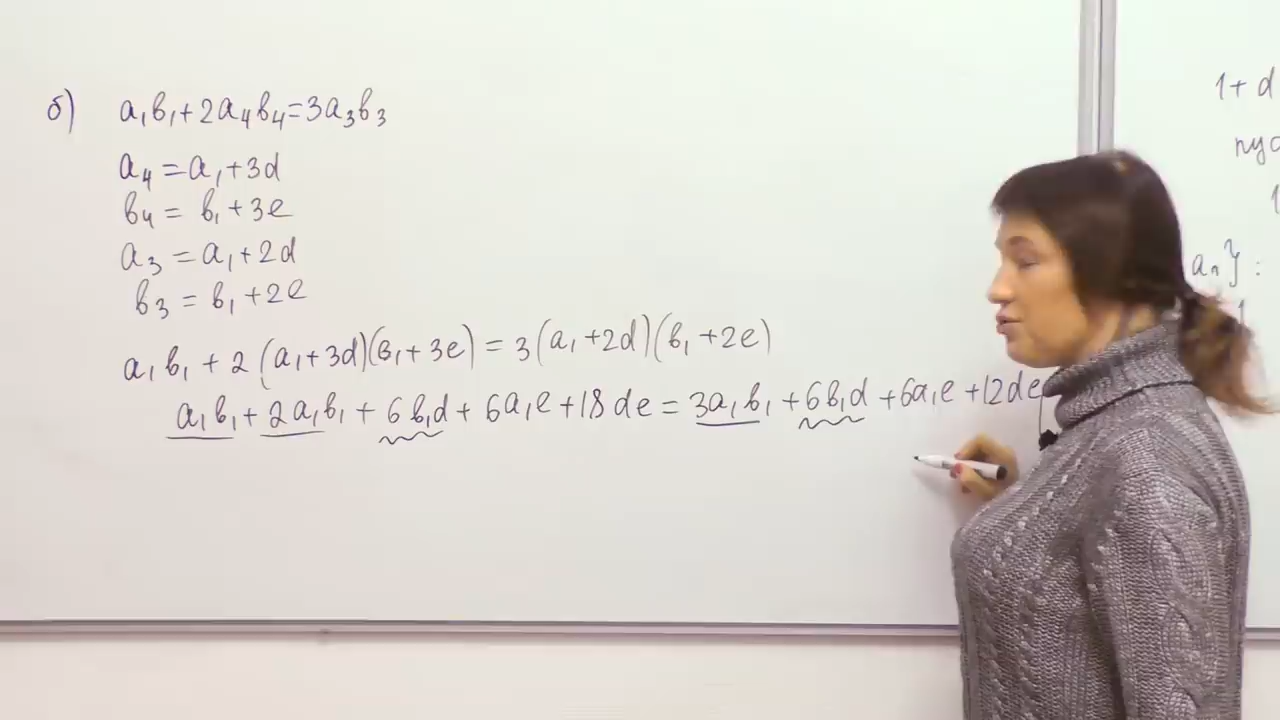 б) a₁b₁+2a₄b₄=3a₃b₃
a₄=a₁+3d
b₄= b₁+3e
a₃=a₁+2d
b₃=b₁+2e
a₁b₁+2(a₁+3d)(b₁+3e)=3(a₁+2d)(b₁+2e)
a₁b₁+2a₁b₁+6b₁d+6a₁e+18de=3a₁b₁+6b₁d+6a₁e+12de
1+d
aₙ}: